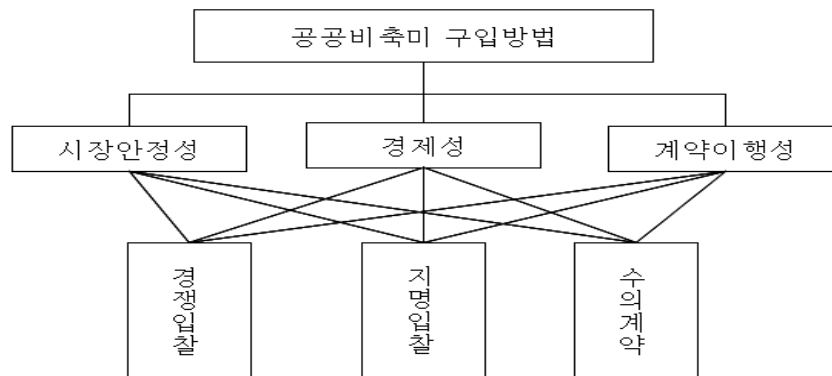 공공비축미 구입방법
시장안정성
경제성
계약이행성
경쟁입찰
지명입찰
수의계약